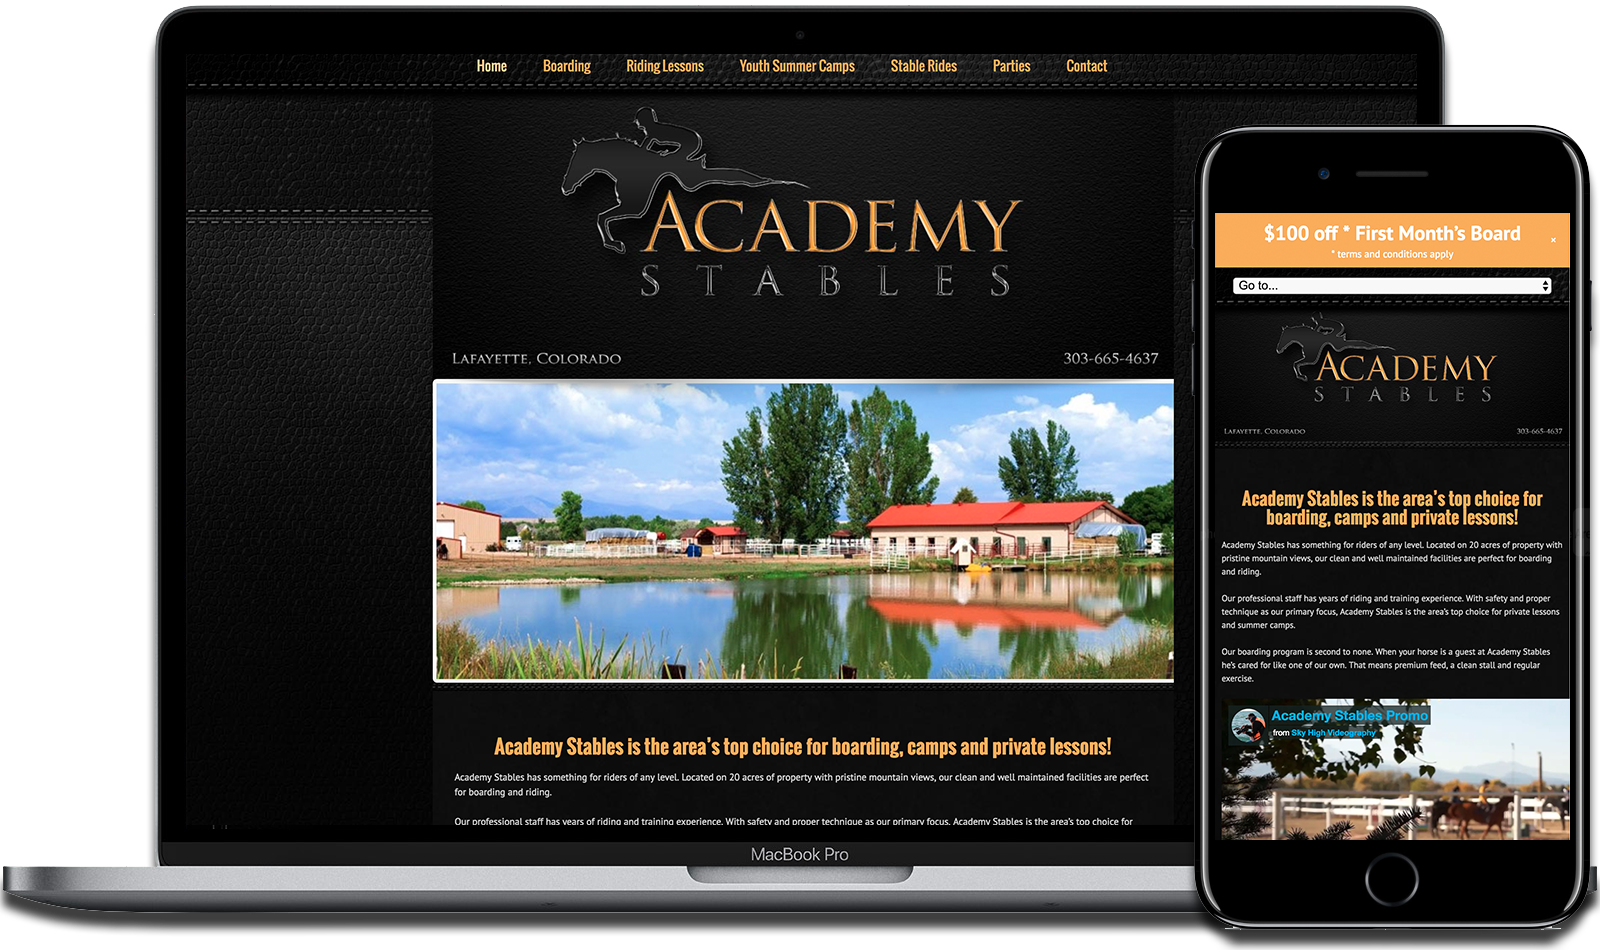 Home Boarding Riding Lessons Youth Summer Camps Stable Rides Parties Contact
ACADEMY
STABLES
LAFAYETTE, COLORADO 303-665-4637
Academy Stables is the area's top choice for boarding, camps and private lessons!
Academy Stables has something for riders of any level. Located on 20 acres of property with pristine mountain views, our clean and well maintained facilities are perfect
for boarding and riding.
Our professional staff has years of riding and training experience. With safety and proper technique as our primary focus, Academy Stables is the area's top choice for
MacBook Pro
$100 off * First Month's Board
×
* terms and conditions apply
Go to...
ACADEMY
STABLES
LAFAYETTE, COLORADO 303-665-4637
Academy Stables is the area's top choice for
boarding, camps and private lessons!
Academy Stables has something for riders of any level. Located on 20 acres of property with
pristine mountain views, our clean and well maintained facilities are perfect for boarding
and riding.
Our professional staff has years of riding and training experience. With safety and proper
technique as our primary focus, Academy Stables is the area's top choice for private lessons
and summer camps.
Our boarding program is second to none. When your horse is a guest at Academy Stables
he's cared for like one of our own. That means premium feed, a clean stall and regular
exercise.
Academy Stables Promo
from Sky High Videography